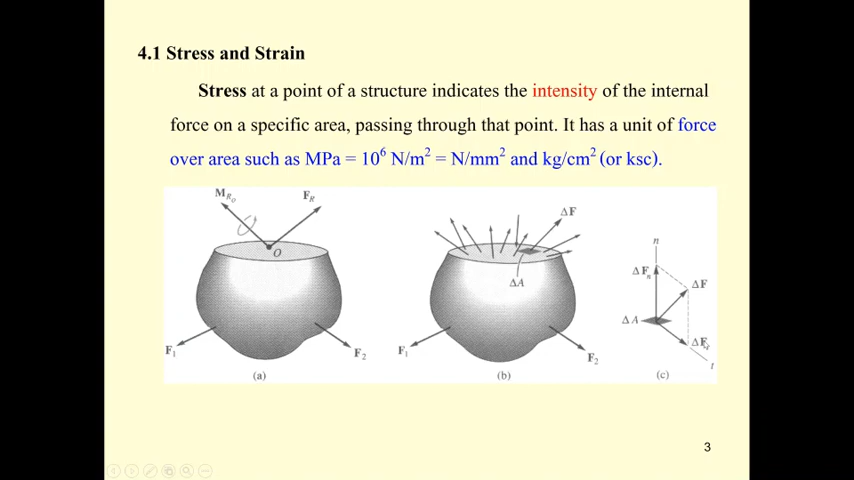 4.1 Stress and Strain
Stress at a point of a structure indicates the intensity of the internal
force on a specific area, passing through that point. It has a unit of force
over area such as MPa = 10⁶ N/m² = N/mm² and kg/cm² (or ksc).
M_Ro
F_R
O
F₁
F₂
(a)
ΔF
ΔA
F₁
F₂
(b)
n
ΔFₙ
ΔF
ΔA
ΔFₜ
t
(c)
3